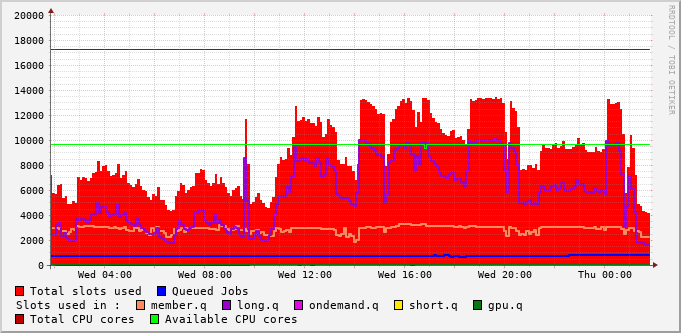 20000
18000
16000
14000
12000
10000
8000
6000
4000
2000
0
Wed 04:00 Wed 08:00 Wed 12:00 Wed 16:00 Wed 20:00 Thu 00:00
Total slots used Queued Jobs
Slots used in : member.q long.q ondemand.q short.q gpu.q
Total CPU cores Available CPU cores
RRDTOOL / TOBI OETIKER